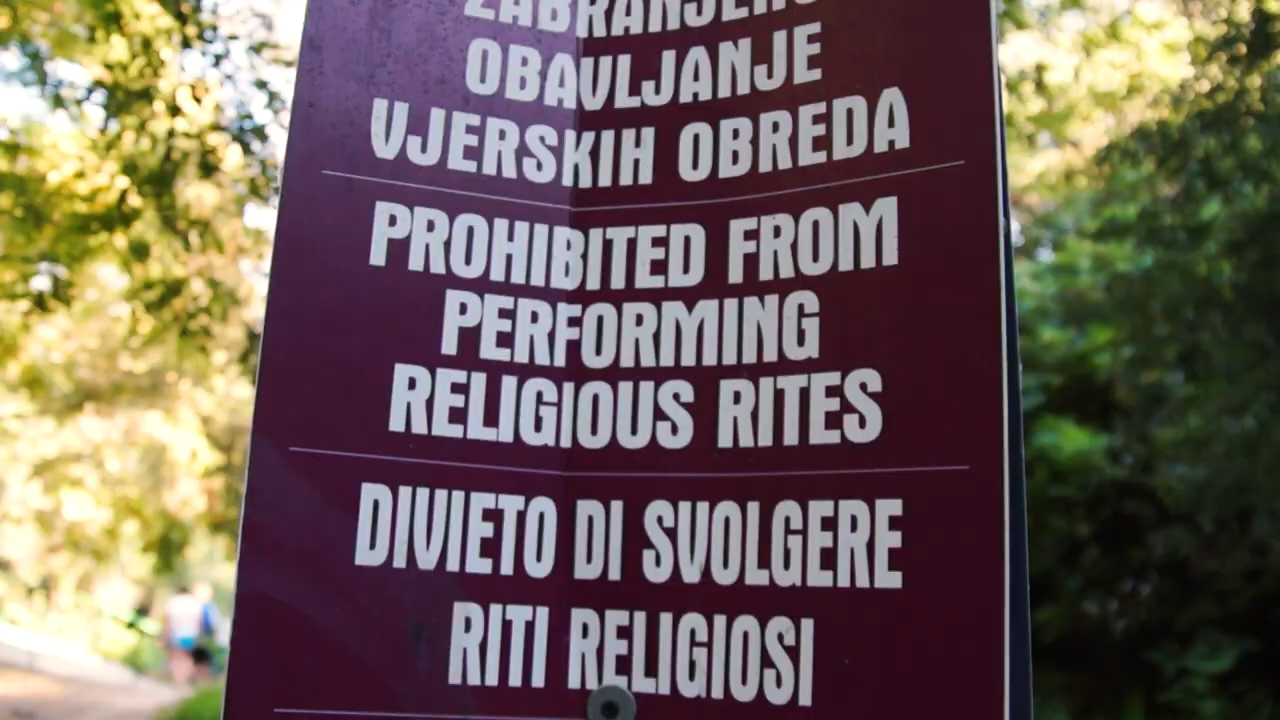 ZABRANJENO
OBAVLJANJE
VJERSKIH OBREDA
PROHIBITED FROM
PERFORMING
RELIGIOUS RITES
DIVIETO DI SVOLGERE
RITI RELIGIOSI